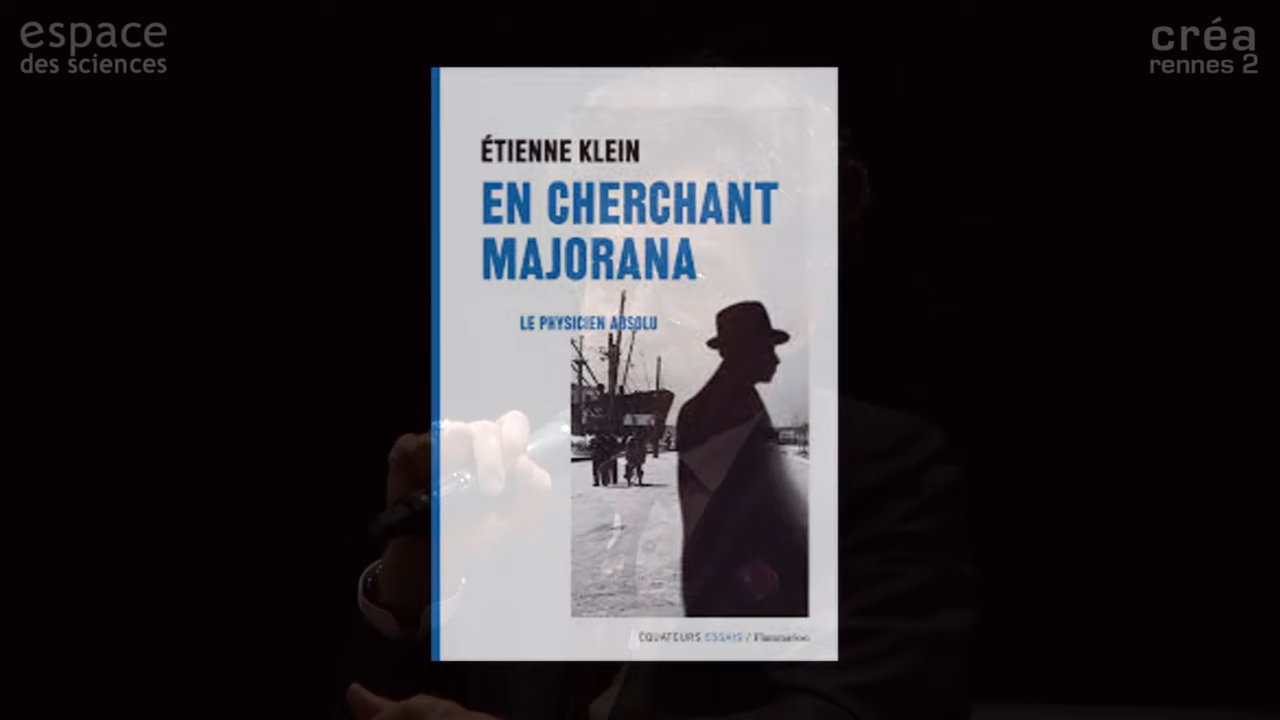 espace
des sciences
créa
rennes 2
ÉTIENNE KLEIN
EN CHERCHANT
MAJORANA
LE PHYSICIEN ABSOLU
ÉQUATEURS ESSAIS / Flammarion